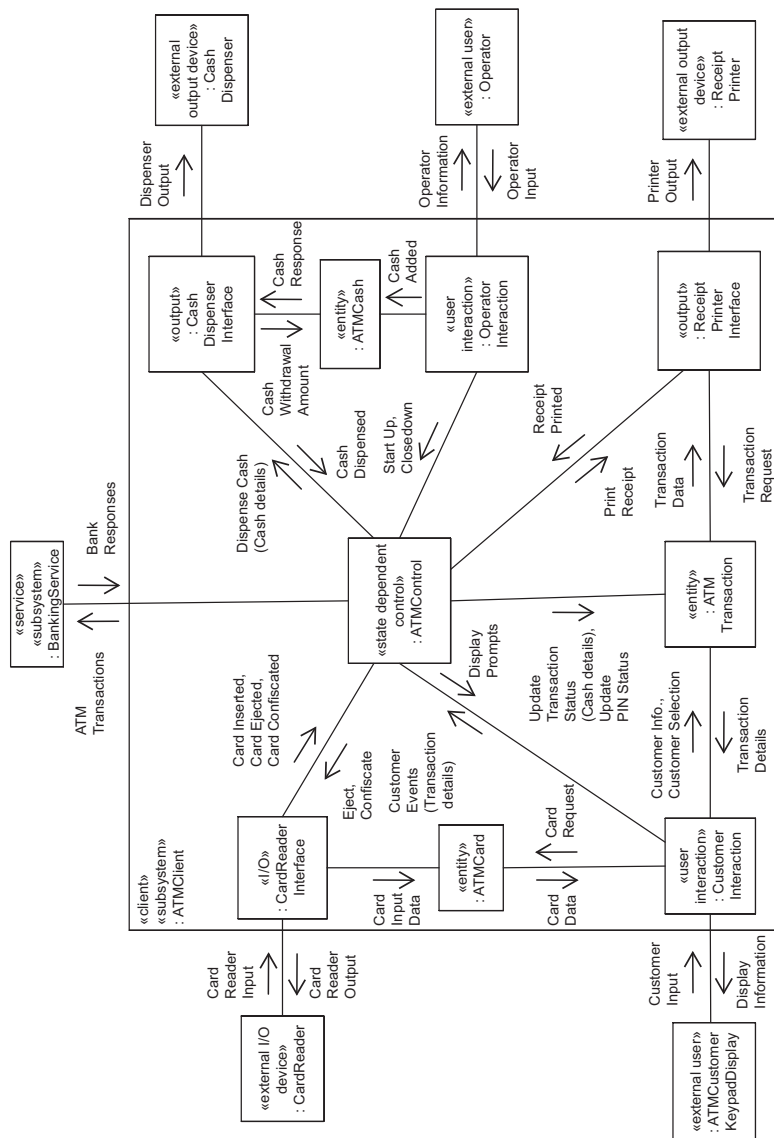 «service»
«subsystem»
: BankingService
ATM
Transactions
Bank
Responses
«client»
«subsystem»
: ATMClient
«external I/O
device»
: CardReader
Card
Reader
Input
Card
Reader
Output
«I/O»
: CardReader
Interface
Card Inserted,
Card Ejected,
Card Confiscated
Eject,
Confiscate
Dispense Cash
(Cash details)
Cash
Dispensed
«output»
: Cash
Dispenser
Interface
Dispenser
Output
«external
output device»
: Cash
Dispenser
Card
Input
Data
«entity»
: ATMCard
Card
Request
Card Data
Customer
Events
(Transaction
details)
«state dependent
control»
: ATMControl
Display
Prompts
Start Up,
Closedown
Cash
Withdrawal
Amount
Cash
Response
«entity»
: ATMCash
Cash
Added
«user
interaction»
: Operator
Interaction
Operator
Information
Operator
Input
«external user»
: Operator
Update
Transaction
Status
(Cash details),
Update
PIN Status
Print
Receipt
Receipt
Printed
«external user»
: ATMCustomer
KeypadDisplay
Customer
Input
Display
Information
«user
interaction»
: Customer
Interaction
Customer Info.,
Customer Selection
Transaction
Details
«entity»
: ATM
Transaction
Transaction
Data
Transaction
Request
«output»
: Receipt
Printer
Interface
Printer
Output
«external output
device»
: Receipt
Printer